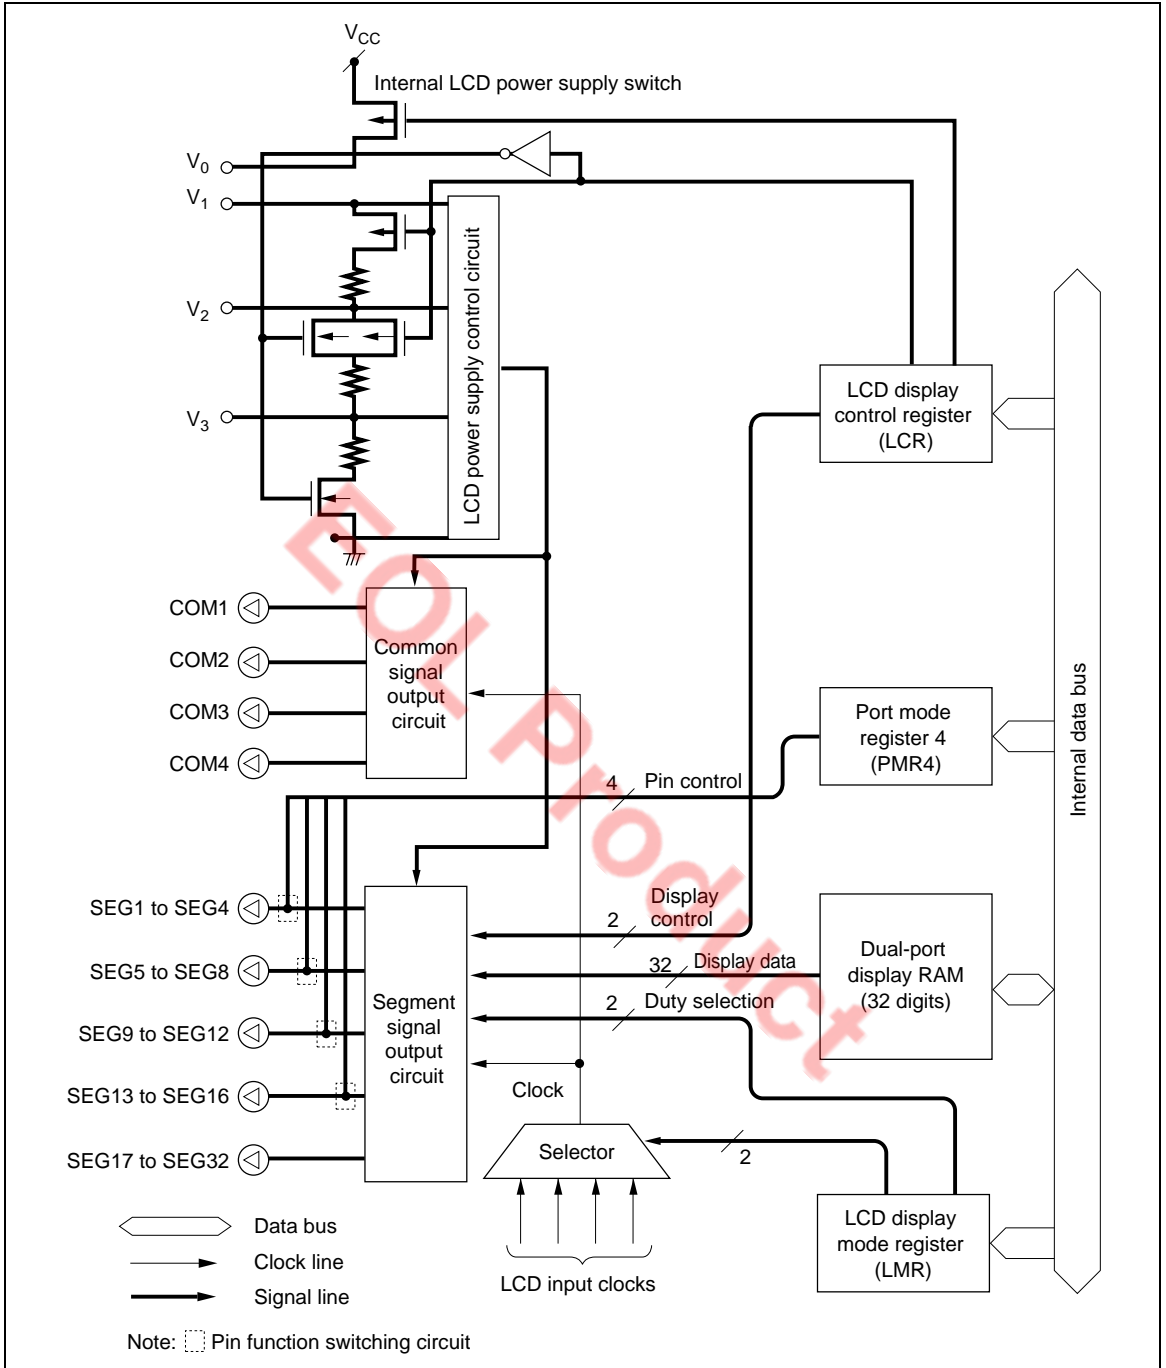 VCC
Internal LCD power supply switch
V0
V1
V2
V3
LCD power supply control circuit
LCD display
control register
(LCR)
Internal data bus
COM1
COM2
COM3
COM4
Common
signal
output
circuit
Port mode
register 4
(PMR4)
4
Pin control
SEG1 to SEG4
SEG5 to SEG8
SEG9 to SEG12
SEG13 to SEG16
SEG17 to SEG32
Segment
signal
output
circuit
2
Display
control
32
Display data
2
Duty selection
Dual-port
display RAM
(32 digits)
Clock
Selector
2
LCD display
mode register
(LMR)
LCD input clocks
Data bus
Clock line
Signal line
Note: Pin function switching circuit
EOL Product